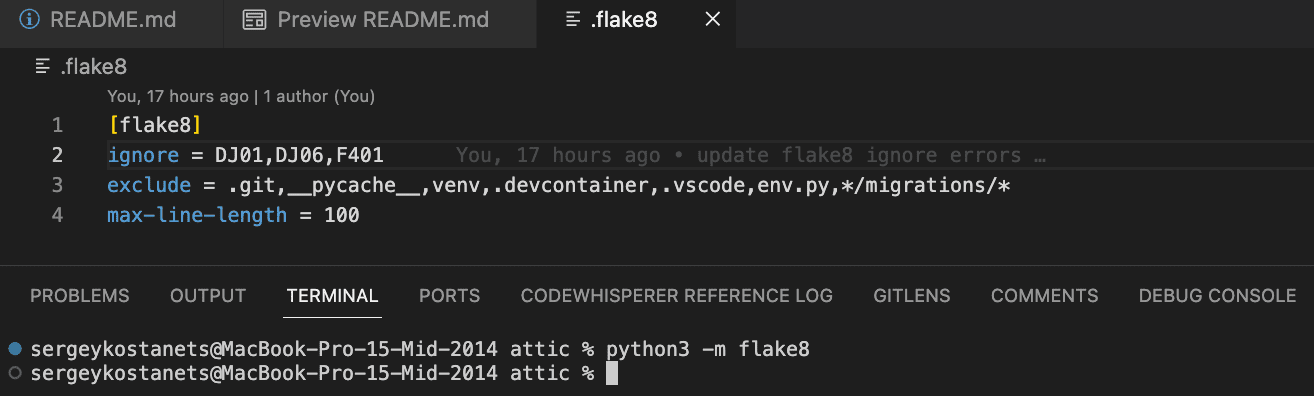 README.md Preview README.md .flake8
.flake8
You, 17 hours ago | 1 author (You)
1 [flake8]
2 ignore = DJ01,DJ06,F401 You, 17 hours ago • update flake8 ignore errors …
3 exclude = .git,__pycache__,venv,.devcontainer,.vscode,env.py,*/migrations/*
4 max-line-length = 100
PROBLEMS OUTPUT TERMINAL PORTS CODEWHISPERER REFERENCE LOG GITLENS COMMENTS DEBUG CONSOLE
sergeykostanets@MacBook-Pro-15-Mid-2014 attic % python3 -m flake8
sergeykostanets@MacBook-Pro-15-Mid-2014 attic %